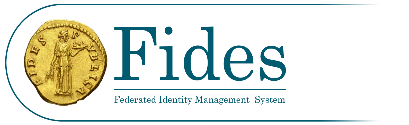 FIDES PVBLICA
Fides
Federated Identity Management System